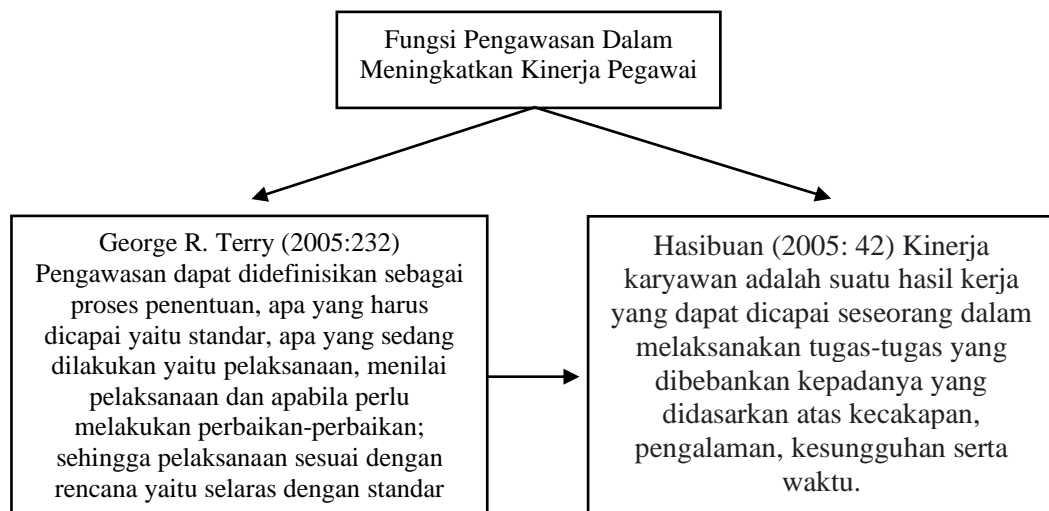 Fungsi Pengawasan Dalam
Meningkatkan Kinerja Pegawai
George R. Terry (2005:232)
Pengawasan dapat didefinisikan sebagai
proses penentuan, apa yang harus
dicapai yaitu standar, apa yang sedang
dilakukan yaitu pelaksanaan, menilai
pelaksanaan dan apabila perlu
melakukan perbaikan-perbaikan;
sehingga pelaksanaan sesuai dengan
rencana yaitu selaras dengan standar
Hasibuan (2005: 42) Kinerja
karyawan adalah suatu hasil kerja
yang dapat dicapai seseorang dalam
melaksanakan tugas-tugas yang
dibebankan kepadanya yang
didasarkan atas kecakapan,
pengalaman, kesungguhan serta
waktu.